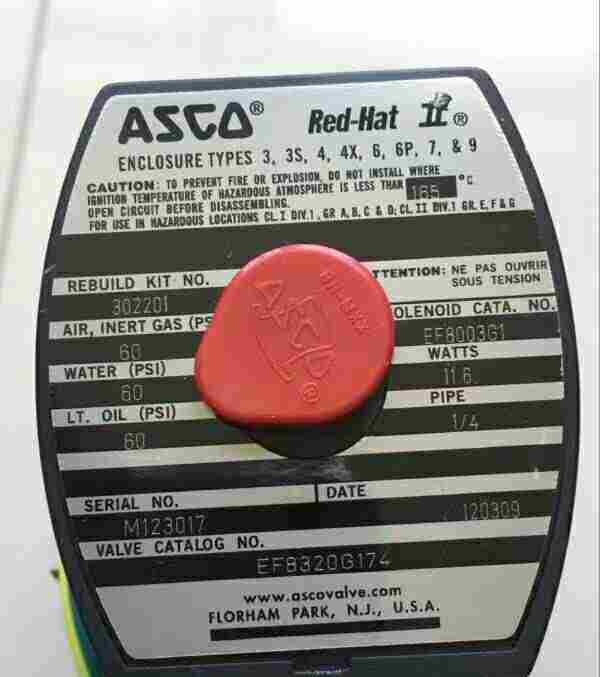 ASCO® Red-Hat II®
ENCLOSURE TYPES 3, 3S, 4, 4X, 6, 6P, 7, & 9
CAUTION: TO PREVENT FIRE OR EXPLOSION, DO NOT INSTALL WHERE
IGNITION TEMPERATURE OF HAZARDOUS ATMOSPHERE IS LESS THAN 165 °C
OPEN CIRCUIT BEFORE DISASSEMBLING.
FOR USE IN HAZARDOUS LOCATIONS CL.I DIV.1, GR A, B, C & D; CL.II DIV.1 GR. E, F & G
REBUILD KIT NO.
TTENTION: NE PAS OUVRIR
SOUS TENSION
302201
Red-Hat
ASCO
®
AIR, INERT GAS (PS
OLENOID CATA. NO.
60
EF8003G1
WATER (PSI)
WATTS
60
11.6
LT. OIL (PSI)
PIPE
60
1/4
SERIAL NO.
DATE
M123017
120309
VALVE CATALOG NO.
EF8320G174
www.ascovalve.com
FLORHAM PARK, N.J., U.S.A.